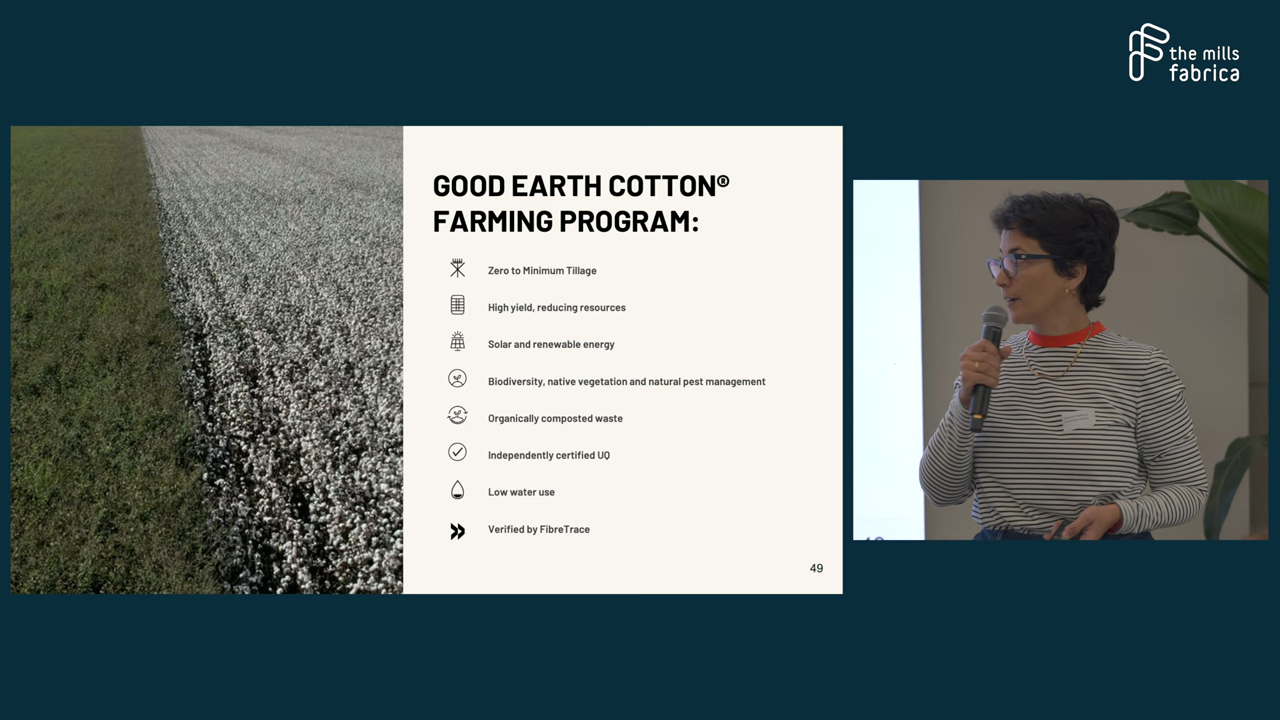 the mills
fabrica
GOOD EARTH COTTON®
FARMING PROGRAM:
Zero to Minimum Tillage
High yield, reducing resources
Solar and renewable energy
Biodiversity, native vegetation and natural pest management
Organically composted waste
Independently certified UQ
Low water use
Verified by FibreTrace
49